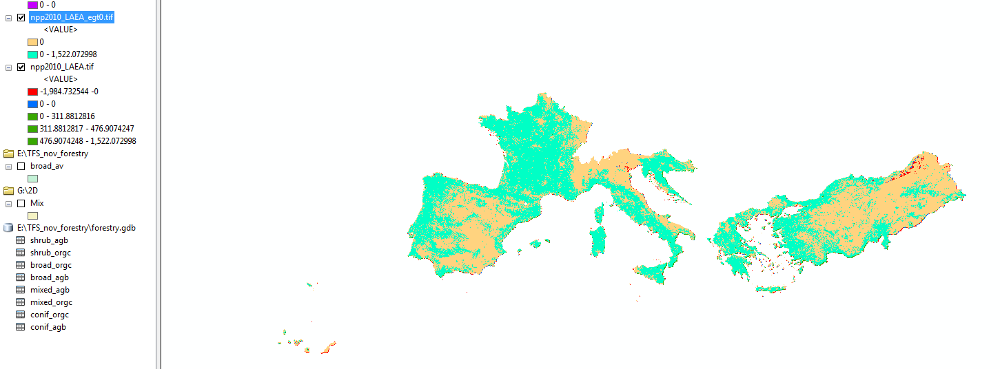 0 - 0
npp2010_LAEA_egt0.tif
<VALUE>
0
0 - 1,522.072998
npp2010_LAEA.tif
<VALUE>
-1,984.732544 -0
0 - 0
0 - 311.8812816
311.8812817 - 476.9074247
476.9074248 - 1,522.072998
E:\TFS_nov_forestry
broad_av
G:\2D
Mix
E:\TFS_nov_forestry\forestry.gdb
shrub_agb
shrub_orgc
broad_orgc
broad_agb
mixed_agb
mixed_orgc
conif_orgc
conif_agb